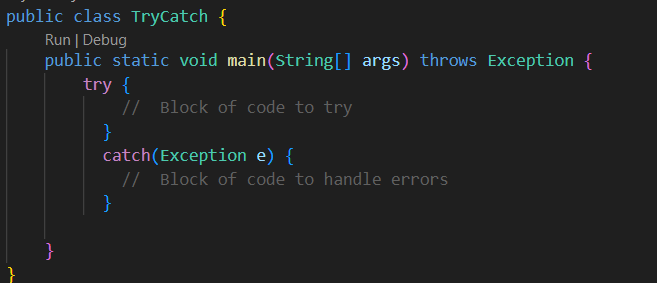 public class TryCatch {
Run | Debug
public static void main(String[] args) throws Exception {
try {
// Block of code to try
}
catch(Exception e) {
// Block of code to handle errors
}
}
}